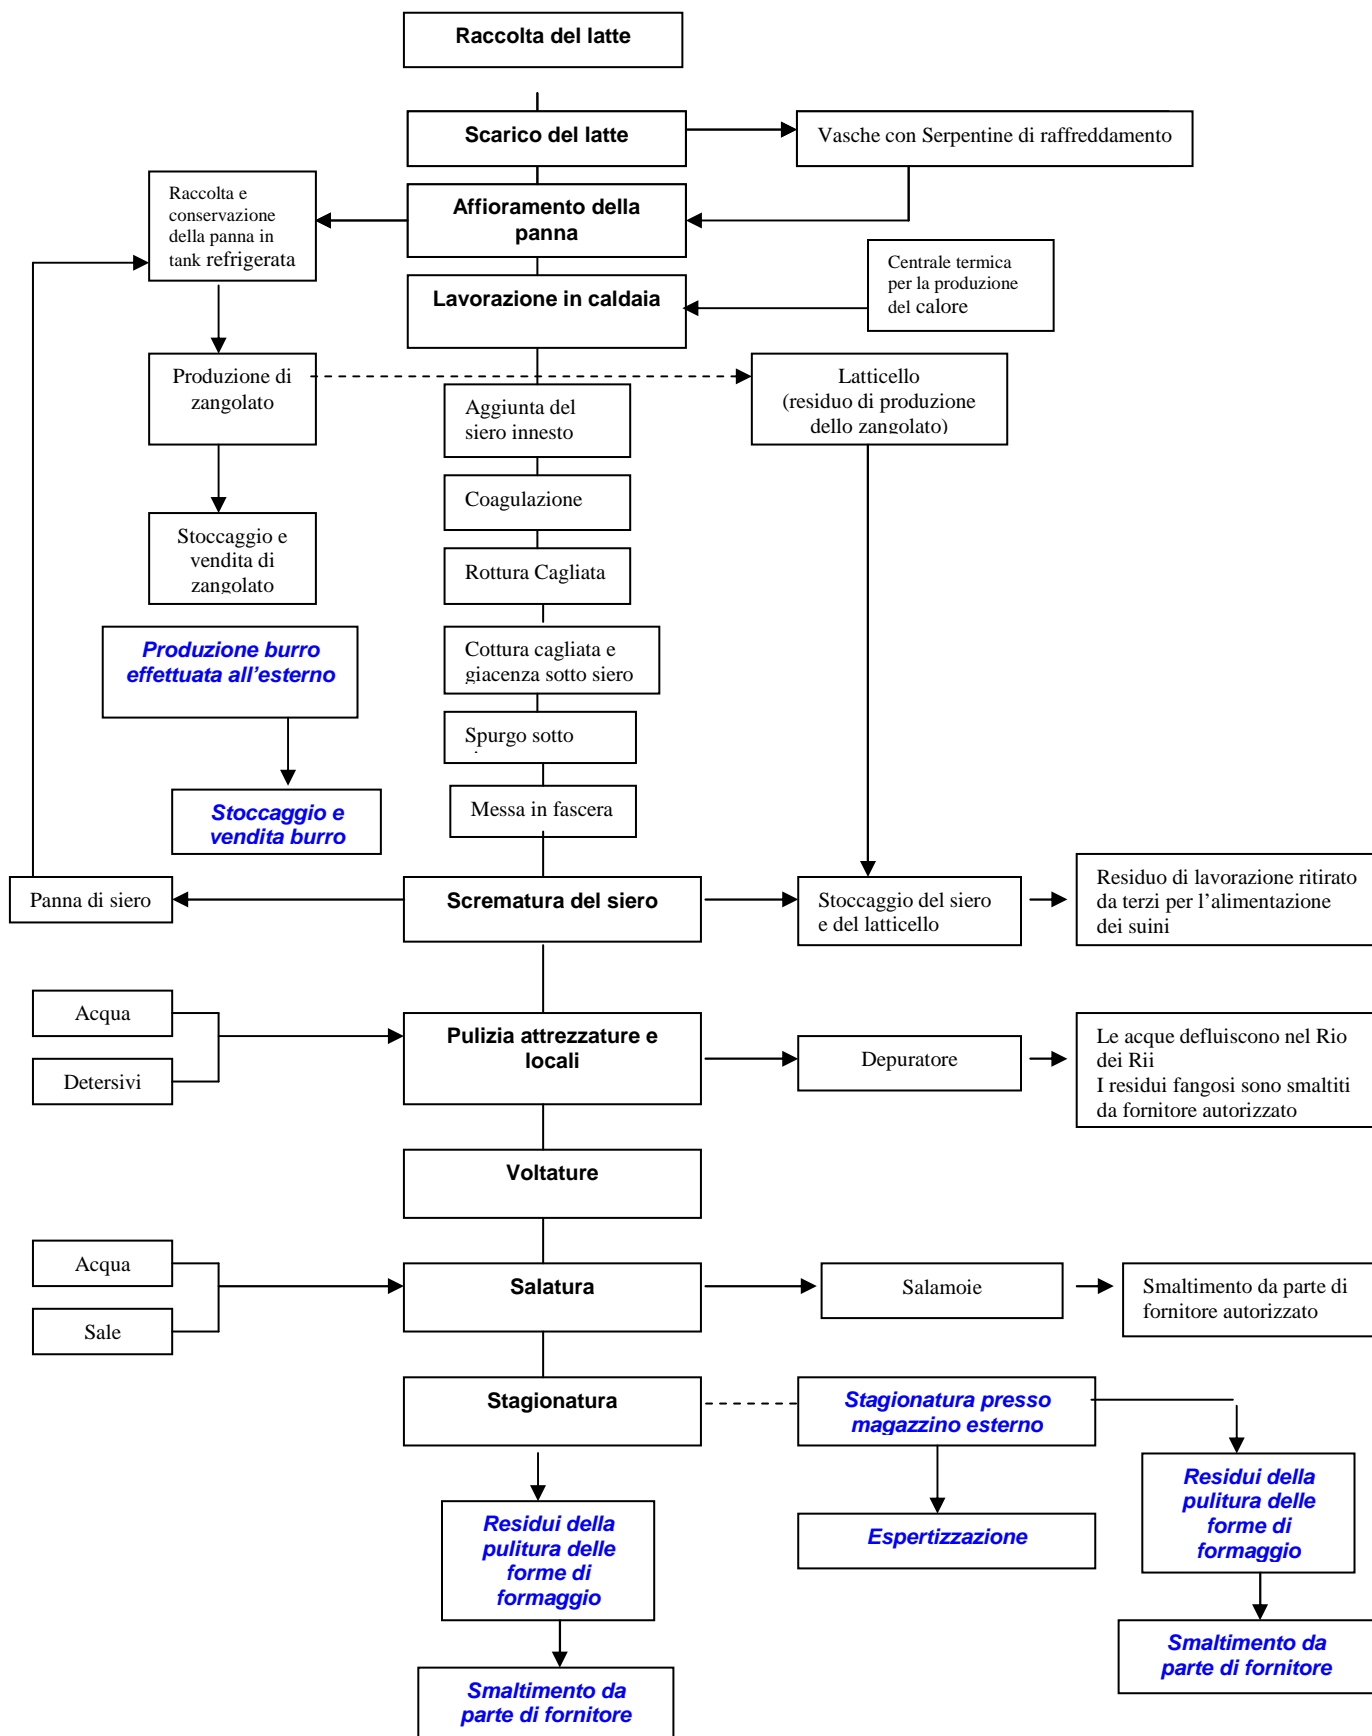 Raccolta del latte
Scarico del latte
Vasche con Serpentine di raffreddamento
Raccolta e
conservazione
della panna in
tank refrigerata
Affioramento della
panna
Centrale termica
per la produzione
del calore
Lavorazione in caldaia
Produzione di
zangolato
Latticello
(residuo di produzione
dello zangolato)
Aggiunta del
siero innesto
Coagulazione
Stoccaggio e
vendita di
zangolato
Rottura Cagliata
Produzione burro
effettuata all’esterno
Cottura cagliata e
giacenza sotto siero
Spurgo sotto
Stoccaggio e
vendita burro
Messa in fascera
Panna di siero
Scrematura del siero
Stoccaggio del siero
e del latticello
Residuo di lavorazione ritirato
da terzi per l’alimentazione
dei suini
Acqua
Detersivi
Pulizia attrezzature e
locali
Depuratore
Le acque defluiscono nel Rio
dei Rii
I residui fangosi sono smaltiti
da fornitore autorizzato
Voltature
Acqua
Sale
Salatura
Salamoie
Smaltimento da parte di
fornitore autorizzato
Stagionatura
Stagionatura presso
magazzino esterno
Residui della
pulitura delle
forme di
formaggio
Espertizzazione
Residui della
pulitura delle
forme di
formaggio
Smaltimento da
parte di fornitore
Smaltimento da
parte di fornitore